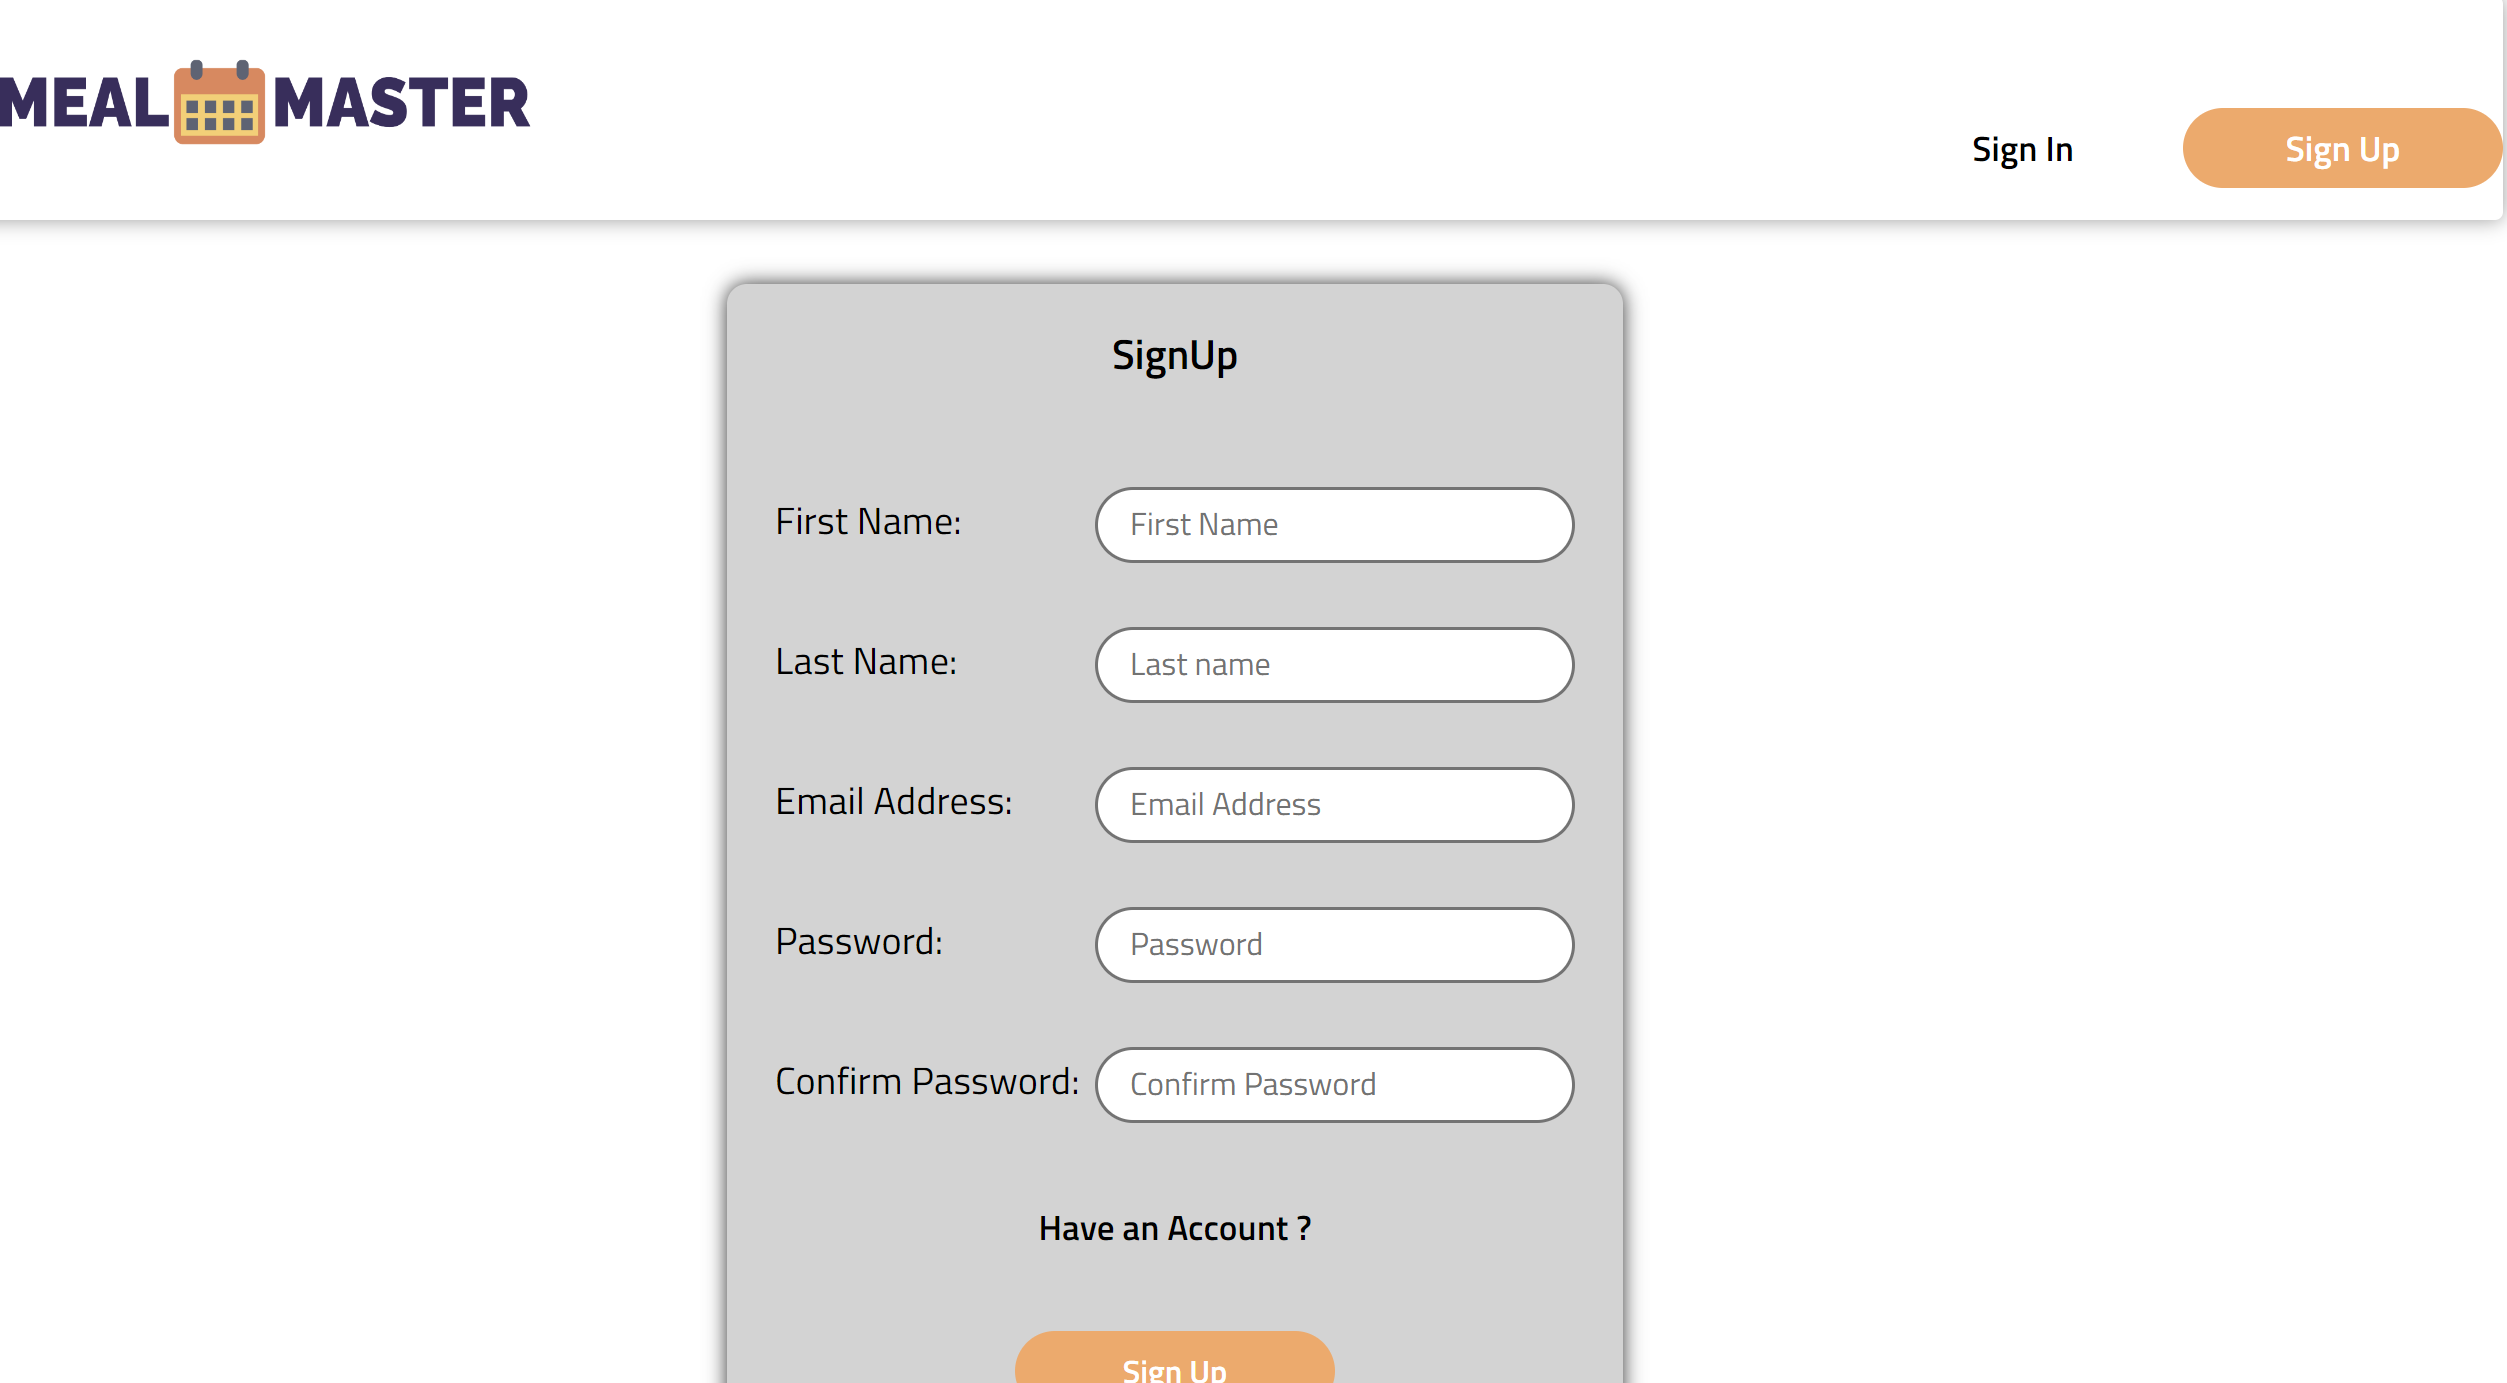 MEAL MASTER
Sign In
Sign Up
SignUp
First Name:
First Name
Last Name:
Last name
Email Address:
Email Address
Password:
Password
Confirm Password:
Confirm Password
Have an Account ?
Sign Up